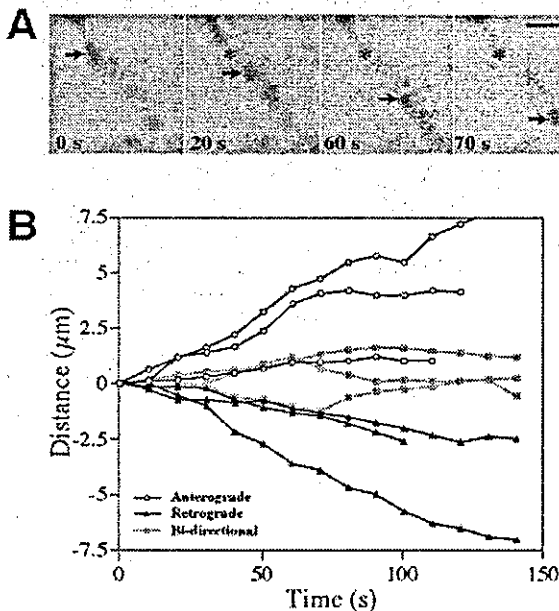 A
0 s
20 s
60 s
70 s
B
Distance (μm)
7.5
5
2.5
0
-2.5
-5
-7.5
Anterograde
Retrograde
Bi-directional
0
50
100
150
Time (s)